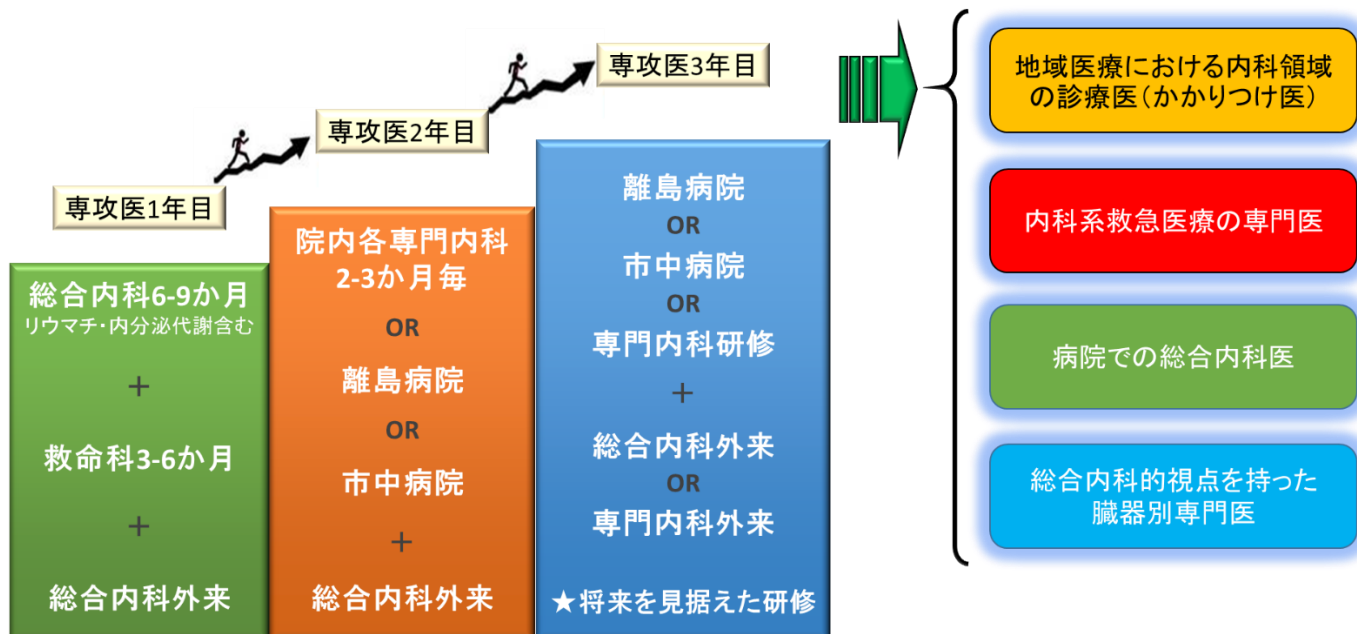 専攻医1年目
総合内科6-9か月
リウマチ・内分泌代謝含む
＋
救命科3-6か月
＋
総合内科外来
専攻医2年目
院内各専門内科
2-3か月毎
OR
離島病院
OR
市中病院
＋
総合内科外来
専攻医3年目
離島病院
OR
市中病院
OR
専門内科研修
＋
総合内科外来
OR
専門内科外来
★将来を見据えた研修
地域医療における内科領域
の診療医（かかりつけ医）
内科系救急医療の専門医
病院での総合内科医
総合内科的視点を持った
臓器別専門医